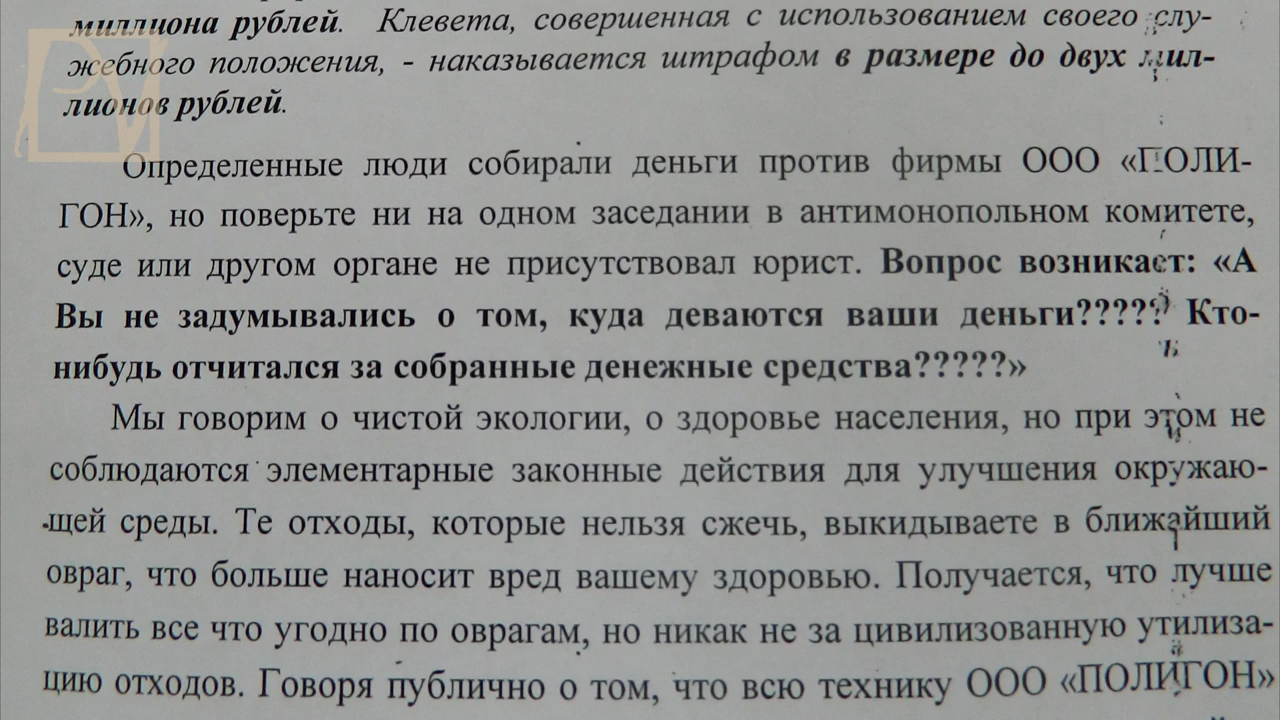 миллиона рублей. Клевета, совершенная с использованием своего слу-
жебного положения, - наказывается штрафом в размере до двух мил-
лионов рублей.
Определенные люди собирали деньги против фирмы ООО «ПОЛИ-
ГОН», но поверьте ни на одном заседании в антимонопольном комитете,
суде или другом органе не присутствовал юрист. Вопрос возникает: «А
Вы не задумывались о том, куда деваются ваши деньги????? Кто-
нибудь отчитался за собранные денежные средства?????»
Мы говорим о чистой экологии, о здоровье населения, но при этом не
соблюдаются элементарные законные действия для улучшения окружаю-
щей среды. Те отходы, которые нельзя сжечь, выкидываете в ближайший
овраг, что больше наносит вред вашему здоровью. Получается, что лучше
валить все что угодно по оврагам, но никак не за цивилизованную утилиза-
цию отходов. Говоря публично о том, что всю технику ООО «ПОЛИГОН»